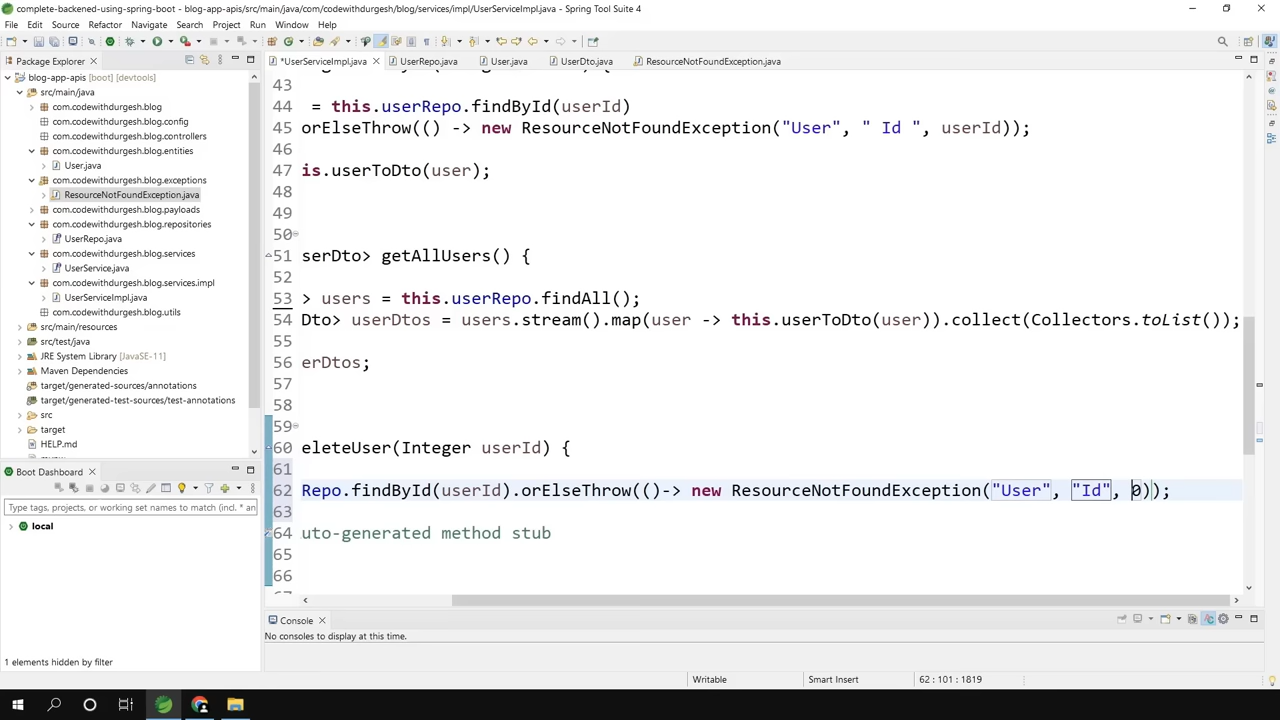 complete-backened-using-spring-boot - blog-app-apis/src/main/java/com/codewithdurgesh/blog/services/impl/UserServiceImpl.java - Spring Tool Suite 4
File Edit Source Refactor Navigate Search Project Run Window Help
Package Explorer
blog-app-apis [boot] [devtools]
src/main/java
com.codewithdurgesh.blog
com.codewithdurgesh.blog.config
com.codewithdurgesh.blog.controllers
com.codewithdurgesh.blog.entities
User.java
com.codewithdurgesh.blog.exceptions
ResourceNotFoundException.java
com.codewithdurgesh.blog.payloads
com.codewithdurgesh.blog.repositories
UserRepo.java
com.codewithdurgesh.blog.services
UserService.java
com.codewithdurgesh.blog.services.impl
UserServiceImpl.java
com.codewithdurgesh.blog.utils
src/main/resources
src/test/java
JRE System Library [JavaSE-11]
Maven Dependencies
target/generated-sources/annotations
target/generated-test-sources/test-annotations
src
target
HELP.md
Boot Dashboard
Type tags, projects, or working set names to match (incl. * an
local
1 elements hidden by filter
*UserServiceImpl.java UserRepo.java User.java UserDto.java ResourceNotFoundException.java
43
44 = this.userRepo.findById(userId)
45 orElseThrow(() -> new ResourceNotFoundException("User", " Id ", userId));
46
47 is.userToDto(user);
48
49
50
51 serDto> getAllUsers() {
52
53 > users = this.userRepo.findAll();
54 Dto> userDtos = users.stream().map(user -> this.userToDto(user)).collect(Collectors.toList());
55
56 erDtos;
57
58
59
60 eleteUser(Integer userId) {
61
62 Repo.findById(userId).orElseThrow(()-> new ResourceNotFoundException("User", "Id", 0));
63
64 uto-generated method stub
65
66
Console
No consoles to display at this time.
Writable Smart Insert 62 : 101 : 1819